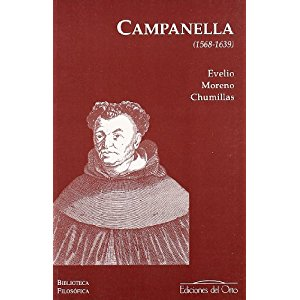 CAMPANELLA
(1568-1639)
Evelio
Moreno
Chumillas
BIBLIOTECA
FILOSÓFICA
Ediciones del Orto